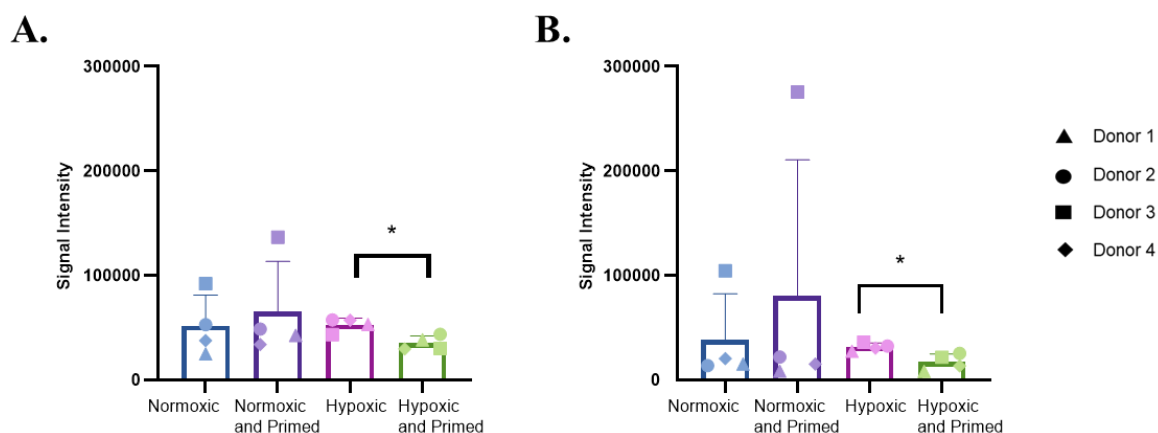 A.
300000
200000
100000
0
Signal Intensity
*
Normoxic
Normoxic
and Primed
Hypoxic
Hypoxic
and Primed
B.
300000
200000
100000
0
Signal Intensity
*
Normoxic
Normoxic
and Primed
Hypoxic
Hypoxic
and Primed
Donor 1
Donor 2
Donor 3
Donor 4